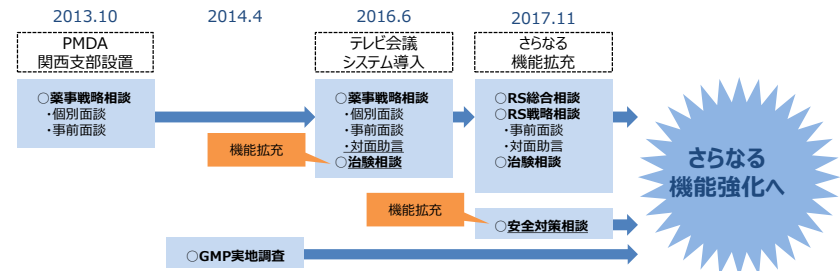 2013.10
2014.4
2016.6
2017.11
PMDA
関西支部設置
テレビ会議
システム導入
さらなる
機能拡充
○薬事戦略相談
・個別面談
・事前面談
○薬事戦略相談
・個別面談
・事前面談
・対面助言
○治験相談
○RS総合相談
○RS戦略相談
・事前面談
・対面助言
○治験相談
機能拡充
さらなる
機能強化へ
機能拡充
○安全対策相談
○GMP実地調査